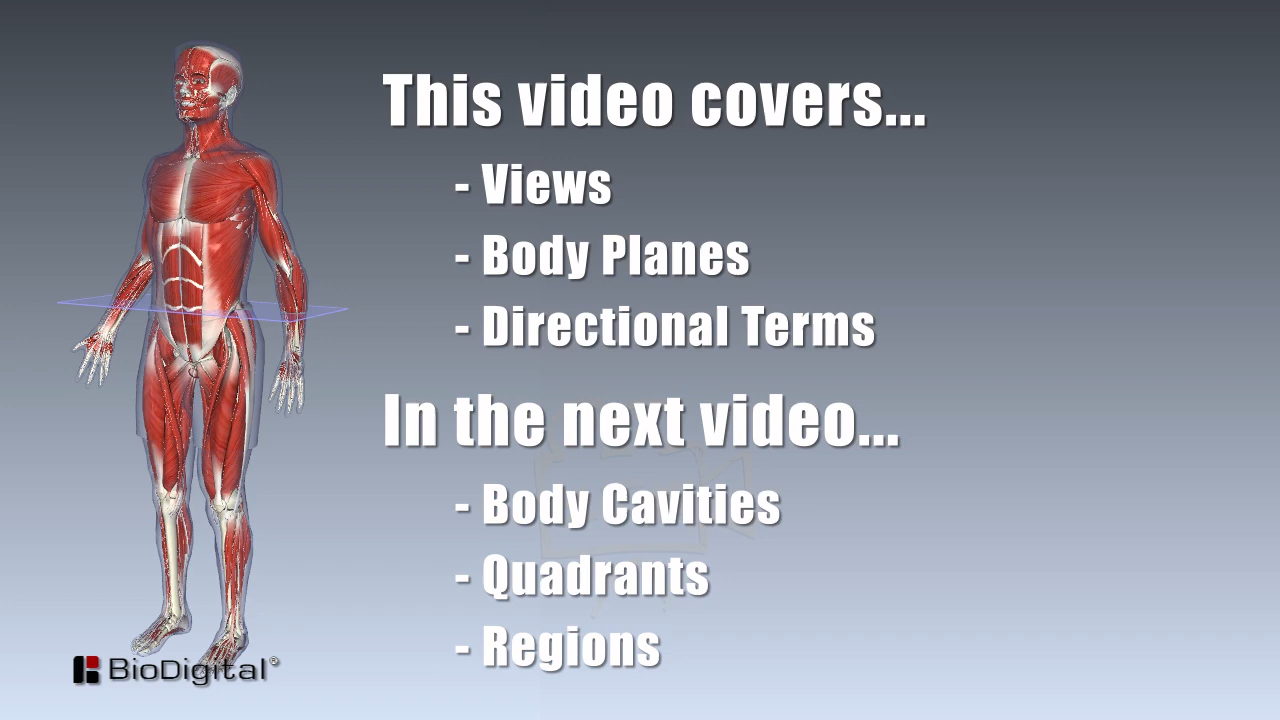 This video covers...
- Views
- Body Planes
- Directional Terms
In the next video...
- Body Cavities
- Quadrants
- Regions
BioDigital®